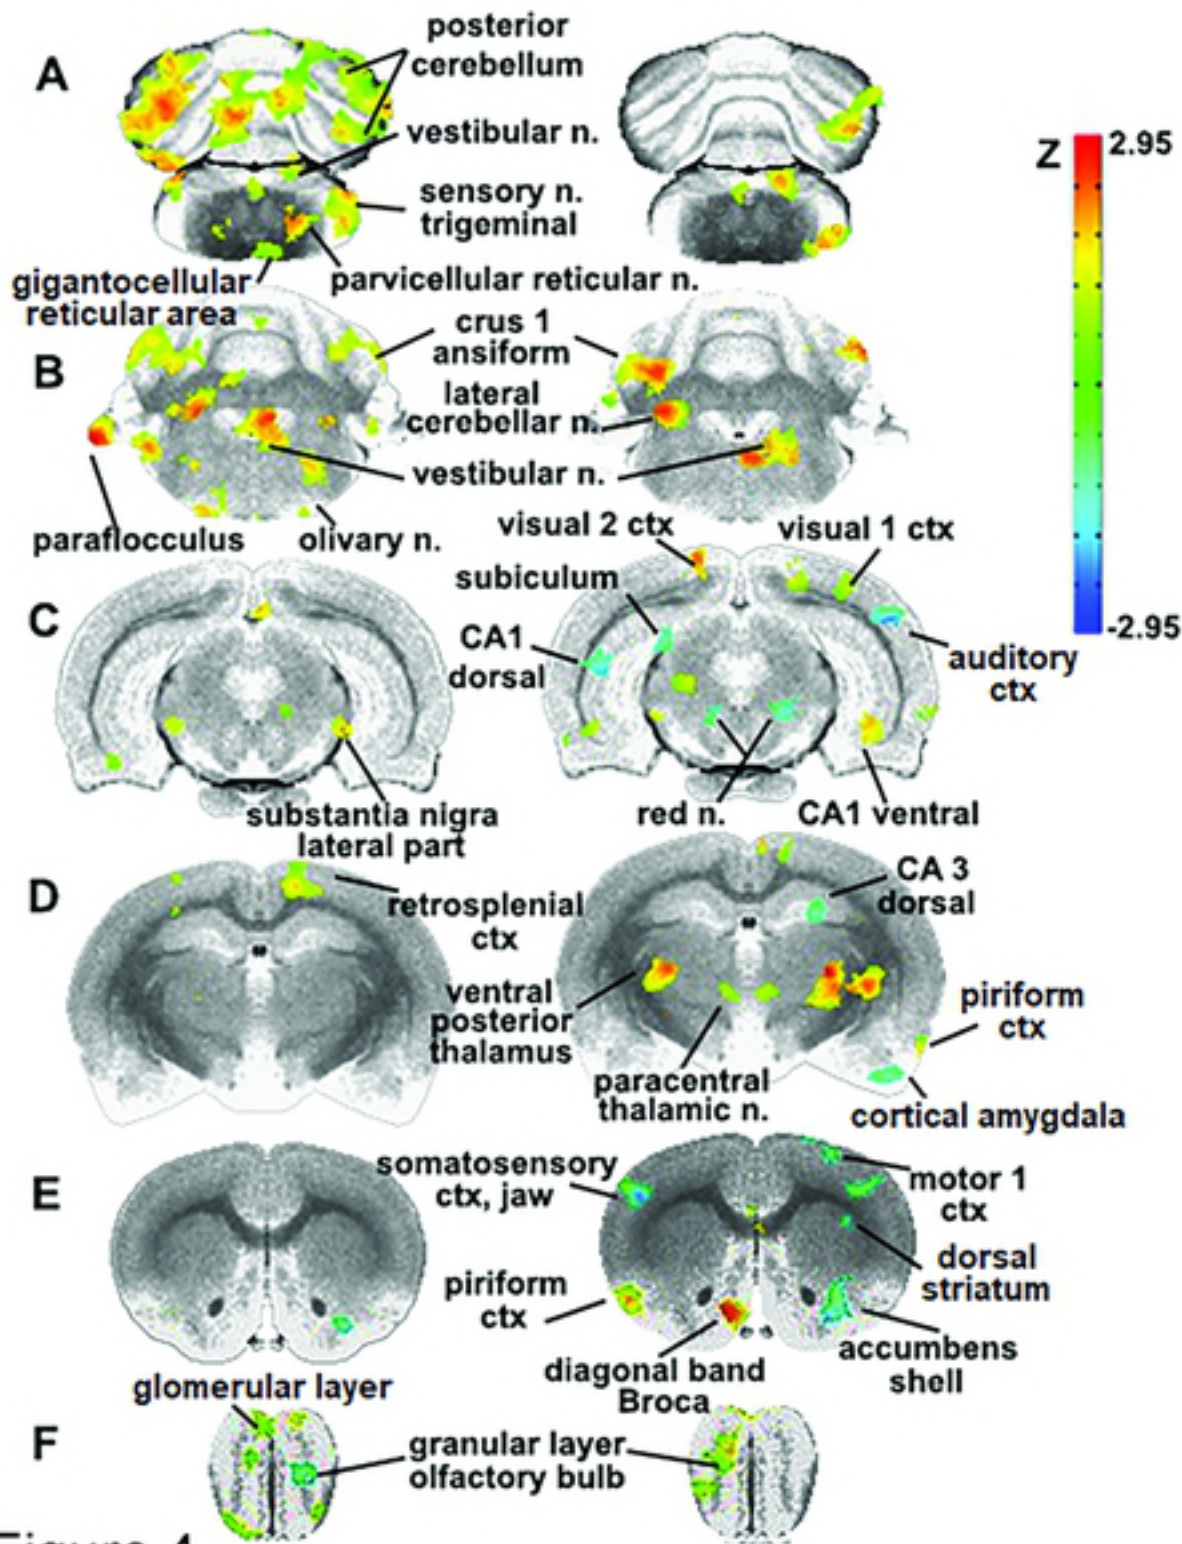 posterior
cerebellum
A
vestibular n.
Z
2.95
sensory n.
trigeminal
gigantocellular
reticular area
parvicellular reticular n.
crus 1
ansiform
B
lateral
cerebellar n.
vestibular n.
paraflocculus
olivary n.
visual 2 ctx
visual 1 ctx
subiculum
C
CA1
dorsal
-2.95
auditory
ctx
substantia nigra
lateral part
red n.
CA1 ventral
D
CA 3
dorsal
retrosplenial
ctx
ventral
posterior
thalamus
piriform
ctx
paracentral
thalamic n.
cortical amygdala
E
somatosensory
ctx, jaw
motor 1
ctx
dorsal
striatum
piriform
ctx
accumbens
shell
diagonal band
Broca
glomerular layer
F
granular layer
olfactory bulb